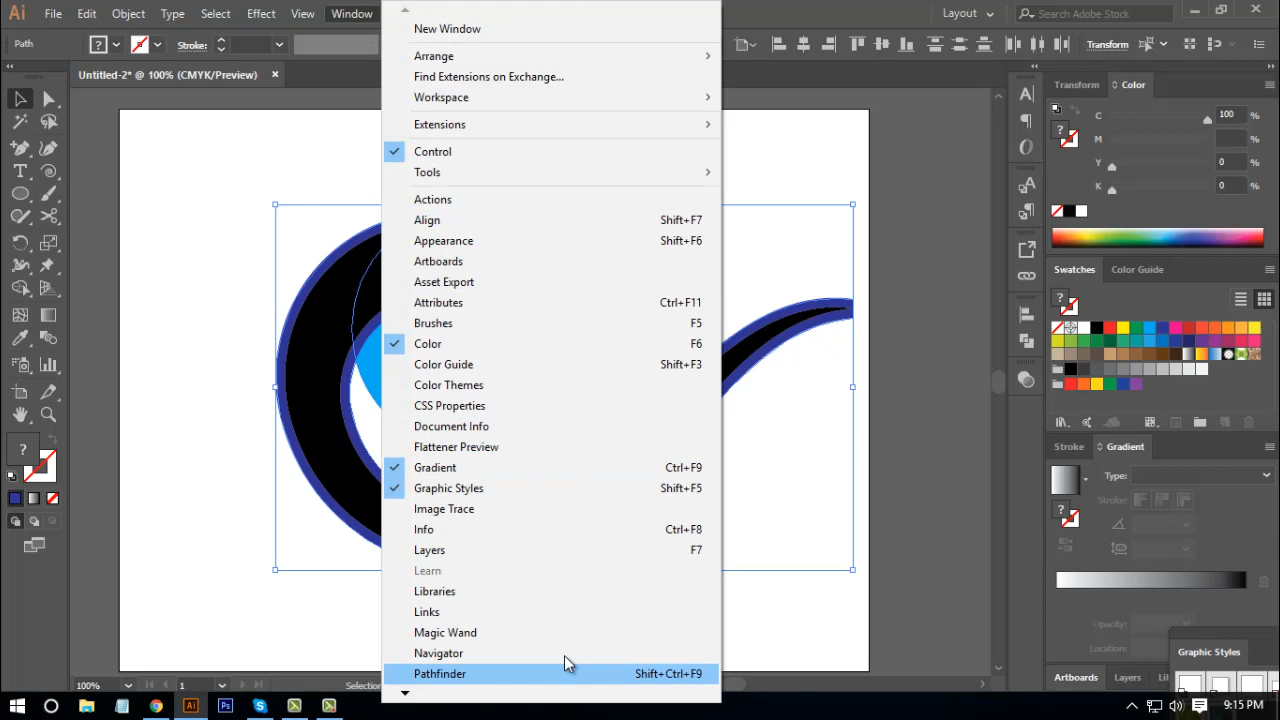 Ai File Edit Object Type Select Effect View Window Layout Search Adobe Stock
Path ? Stroke: Transform
Untitled-2* @ 100% (CMYK/Preview)
New Window
Arrange
Find Extensions on Exchange...
Workspace
Extensions
Control
Tools
Actions
Align Shift+F7
Appearance Shift+F6
Artboards
Asset Export
Attributes Ctrl+F11
Brushes F5
Color F6
Color Guide Shift+F3
Color Themes
CSS Properties
Document Info
Flattener Preview
Gradient Ctrl+F9
Graphic Styles Shift+F5
Image Trace
Info Ctrl+F8
Layers F7
Learn
Libraries
Links
Magic Wand
Navigator
Pathfinder Shift+Ctrl+F9
Transform Color
? C 100 %
M %
Y 0 %
K 0 %
Swatches Color Guide
?
Stroke Gradient
Type:
Stroke:
?
Opacity:
Location:
Graphic Styles
Artboards Layers
?
100% 1 Selection
Ai Ps 9:15 PM